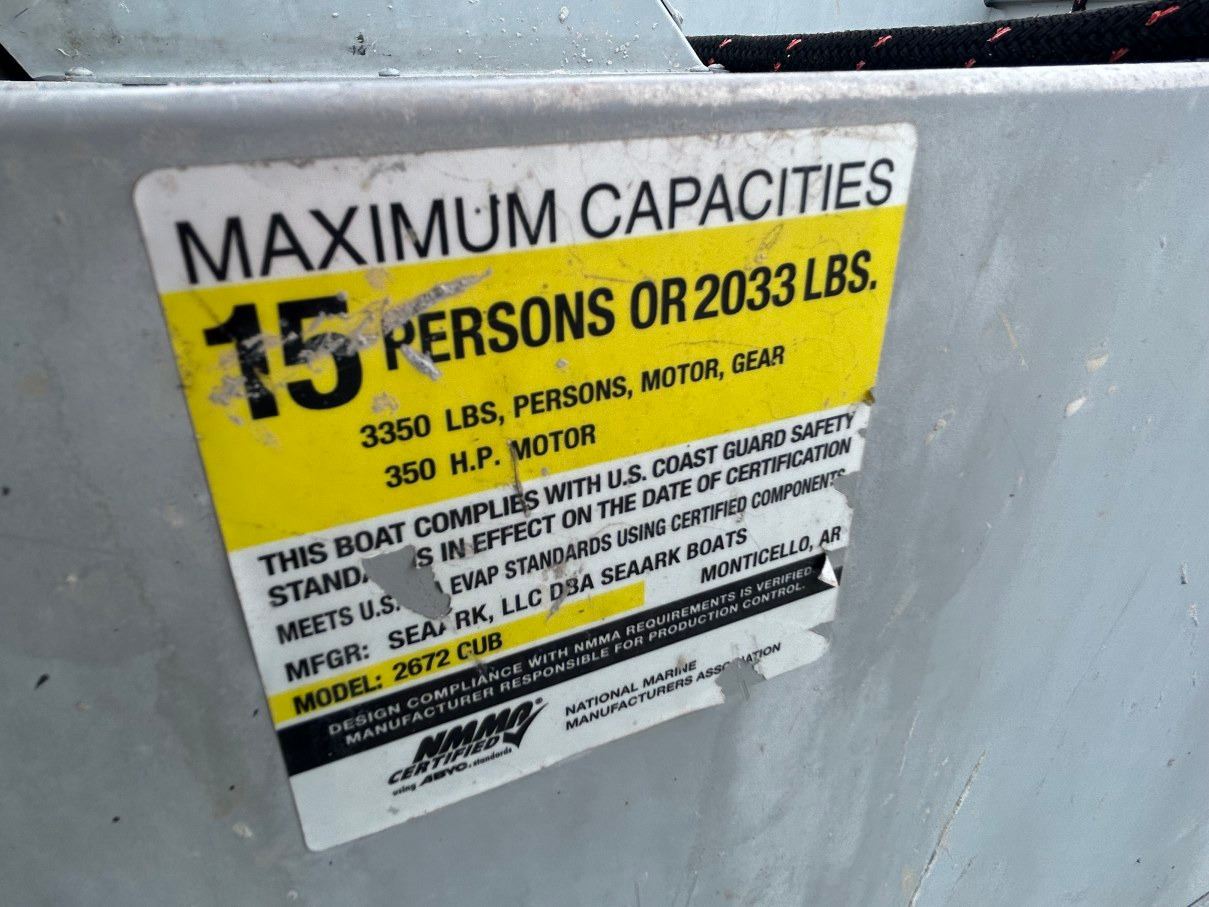 MAXIMUM CAPACITIES
15 PERSONS OR 2033 LBS.
3350 LBS, PERSONS, MOTOR, GEAR
350 H.P. MOTOR
THIS BOAT COMPLIES WITH U.S. COAST GUARD SAFETY
STANDA S IN EFFECT ON THE DATE OF CERTIFICATION
MEETS U.S. EVAP STANDARDS USING CERTIFIED COMPONENTS
MFGR: SEAARK, LLC DBA SEAARK BOATS
MONTICELLO, AR
MODEL: 2672 CUB
DESIGN COMPLIANCE WITH NMMA REQUIREMENTS IS VERIFIED.
MANUFACTURER RESPONSIBLE FOR PRODUCTION CONTROL.
NMMA
CERTIFIED
using ABYC. standards
NATIONAL MARINE
MANUFACTURERS ASSOCIATION